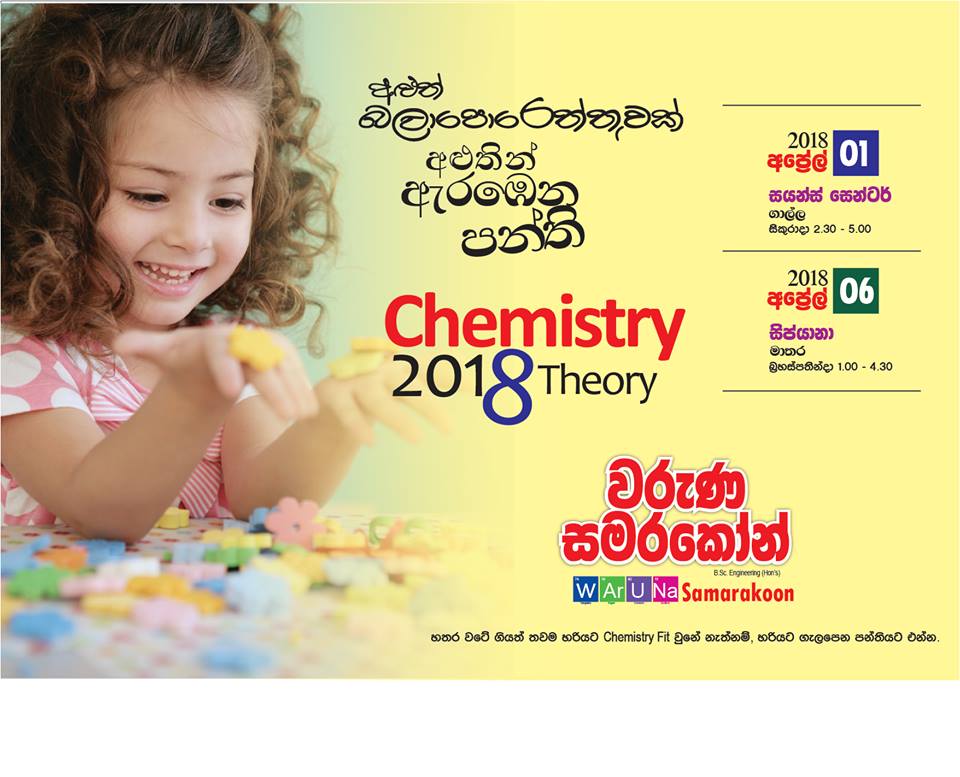 අළුත්
බලාපොරෙත්තුවක්
අළුතින්
ඇරඹෙන
පන්ති
Chemistry
2018 Theory
2018
අප්‍රේල් 01
සයන්ස් සෙන්ටර්
ගාල්ල
සිකුරාදා 2.30 - 5.00
2018
අප්‍රේල් 06
සිප්යානා
මාතර
බ්‍රහස්පතින්දා 1.00 - 4.30
වරුණ
සමරකෝන්
B.Sc. Engineering (Hon's)
W Ar U Na Samarakoon
හතර වටේ ගියත් තවම හරියට Chemistry Fit වුනේ නැත්නම්, හරියට ගැලපෙන පන්තියට එන්න.